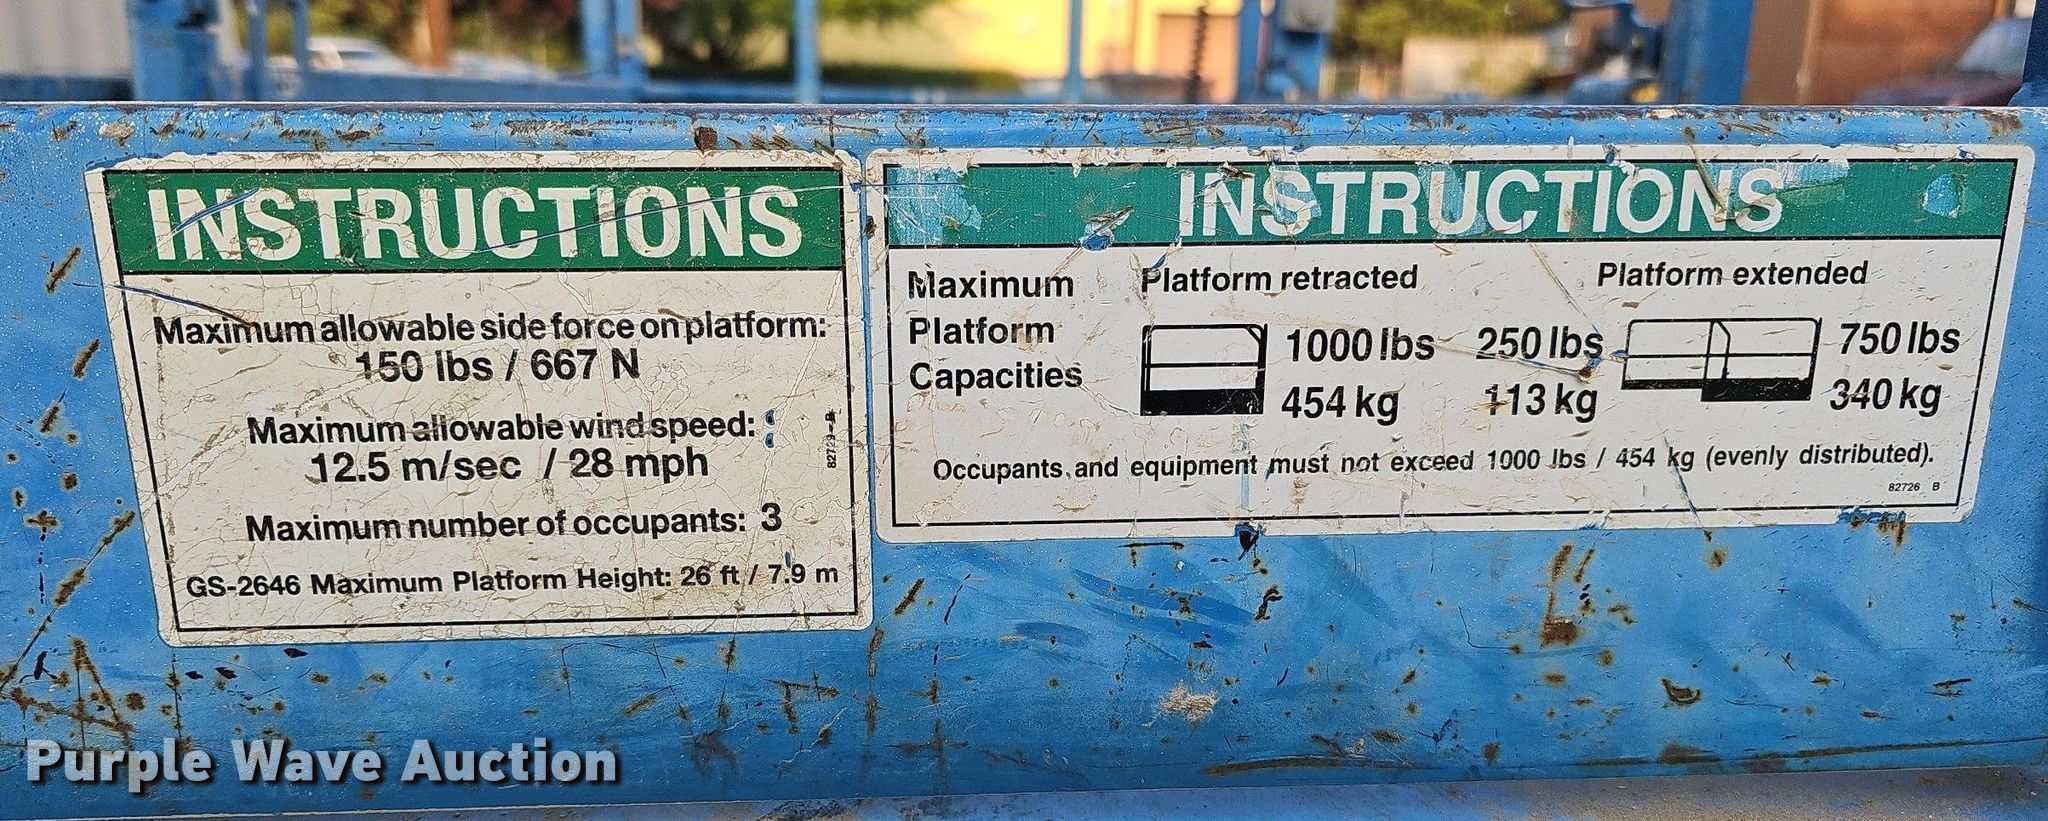 INSTRUCTIONS
Maximum allowable side force on platform:
150 lbs / 667 N
Maximum allowable wind speed:
12.5 m/sec / 28 mph
Maximum number of occupants: 3
GS-2646 Maximum Platform Height: 26 ft / 7.9 m
82729-B
INSTRUCTIONS
Maximum
Platform
Capacities
Platform retracted
1000 lbs
454 kg
Platform extended
250 lbs
113 kg
750 lbs
340 kg
Occupants and equipment must not exceed 1000 lbs / 454 kg (evenly distributed).
82726 B
Purple Wave Auction